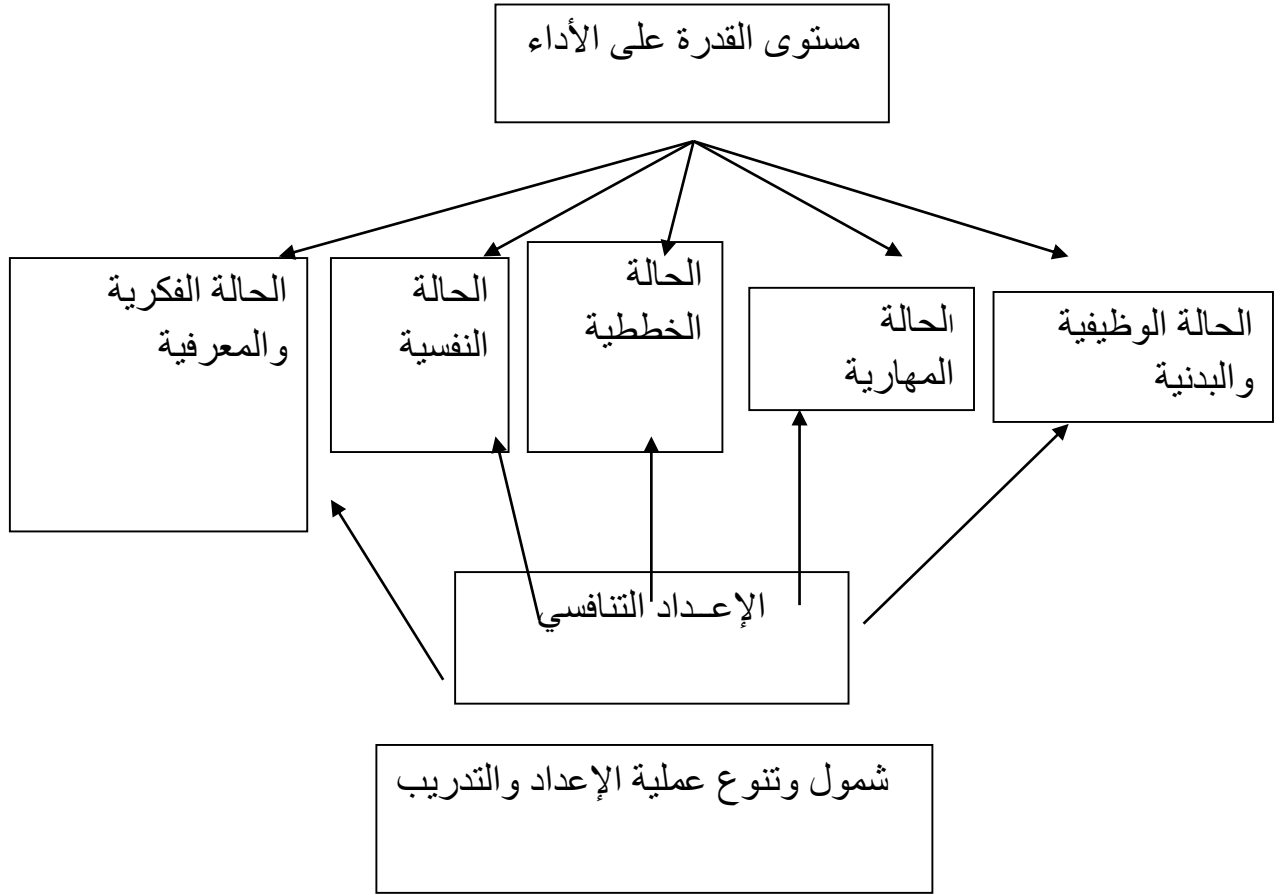 مستوى القدرة على الأداء
الحالة الوظيفية
والبدنية
الحالة
المهارية
الحالة
الخططية
الحالة
النفسية
الحالة الفكرية
والمعرفية
الإعــداد التنافسي
شمول وتنوع عملية الإعداد والتدريب